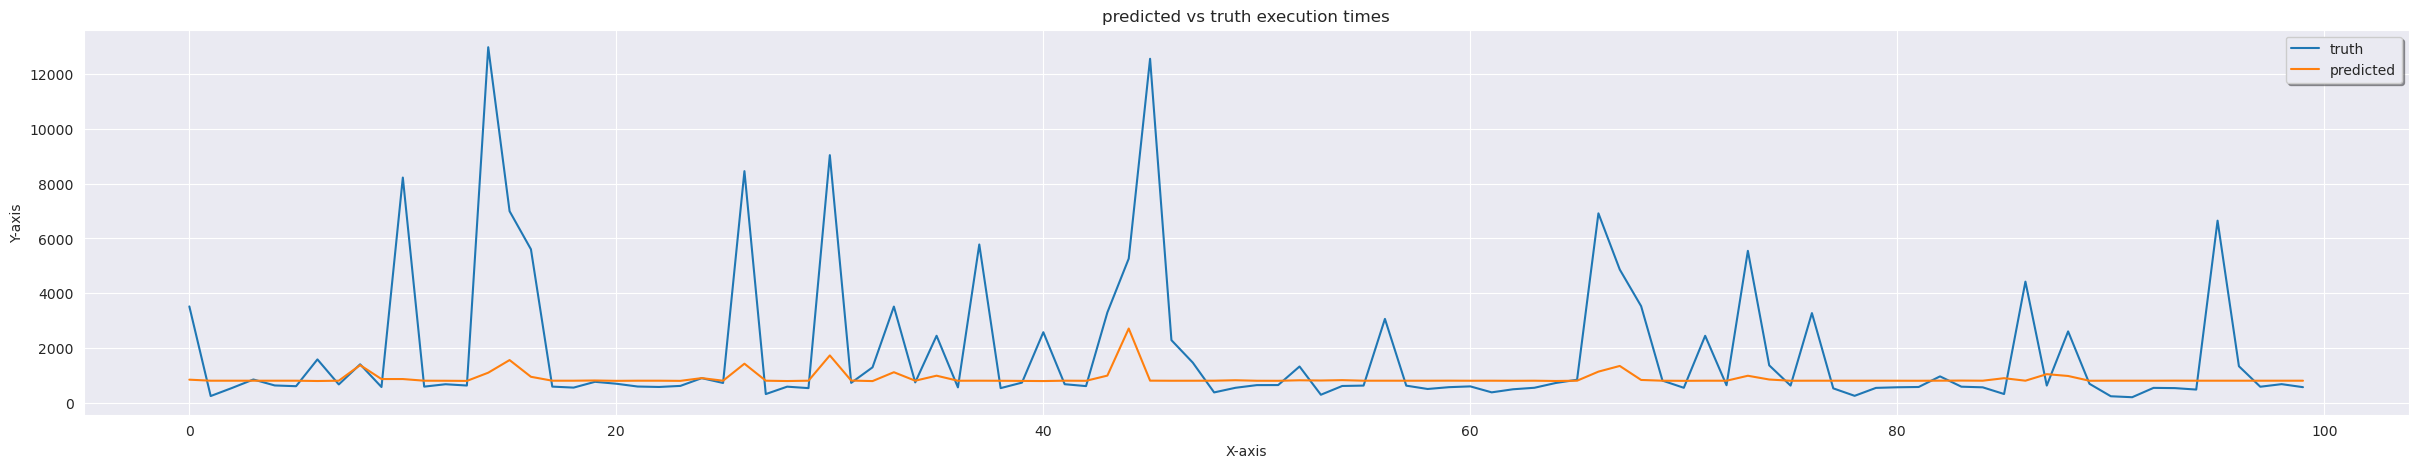 predicted vs truth execution times
truth
predicted
12000
10000
8000
6000
4000
2000
0
Y-axis
0 20 40 60 80 100
X-axis